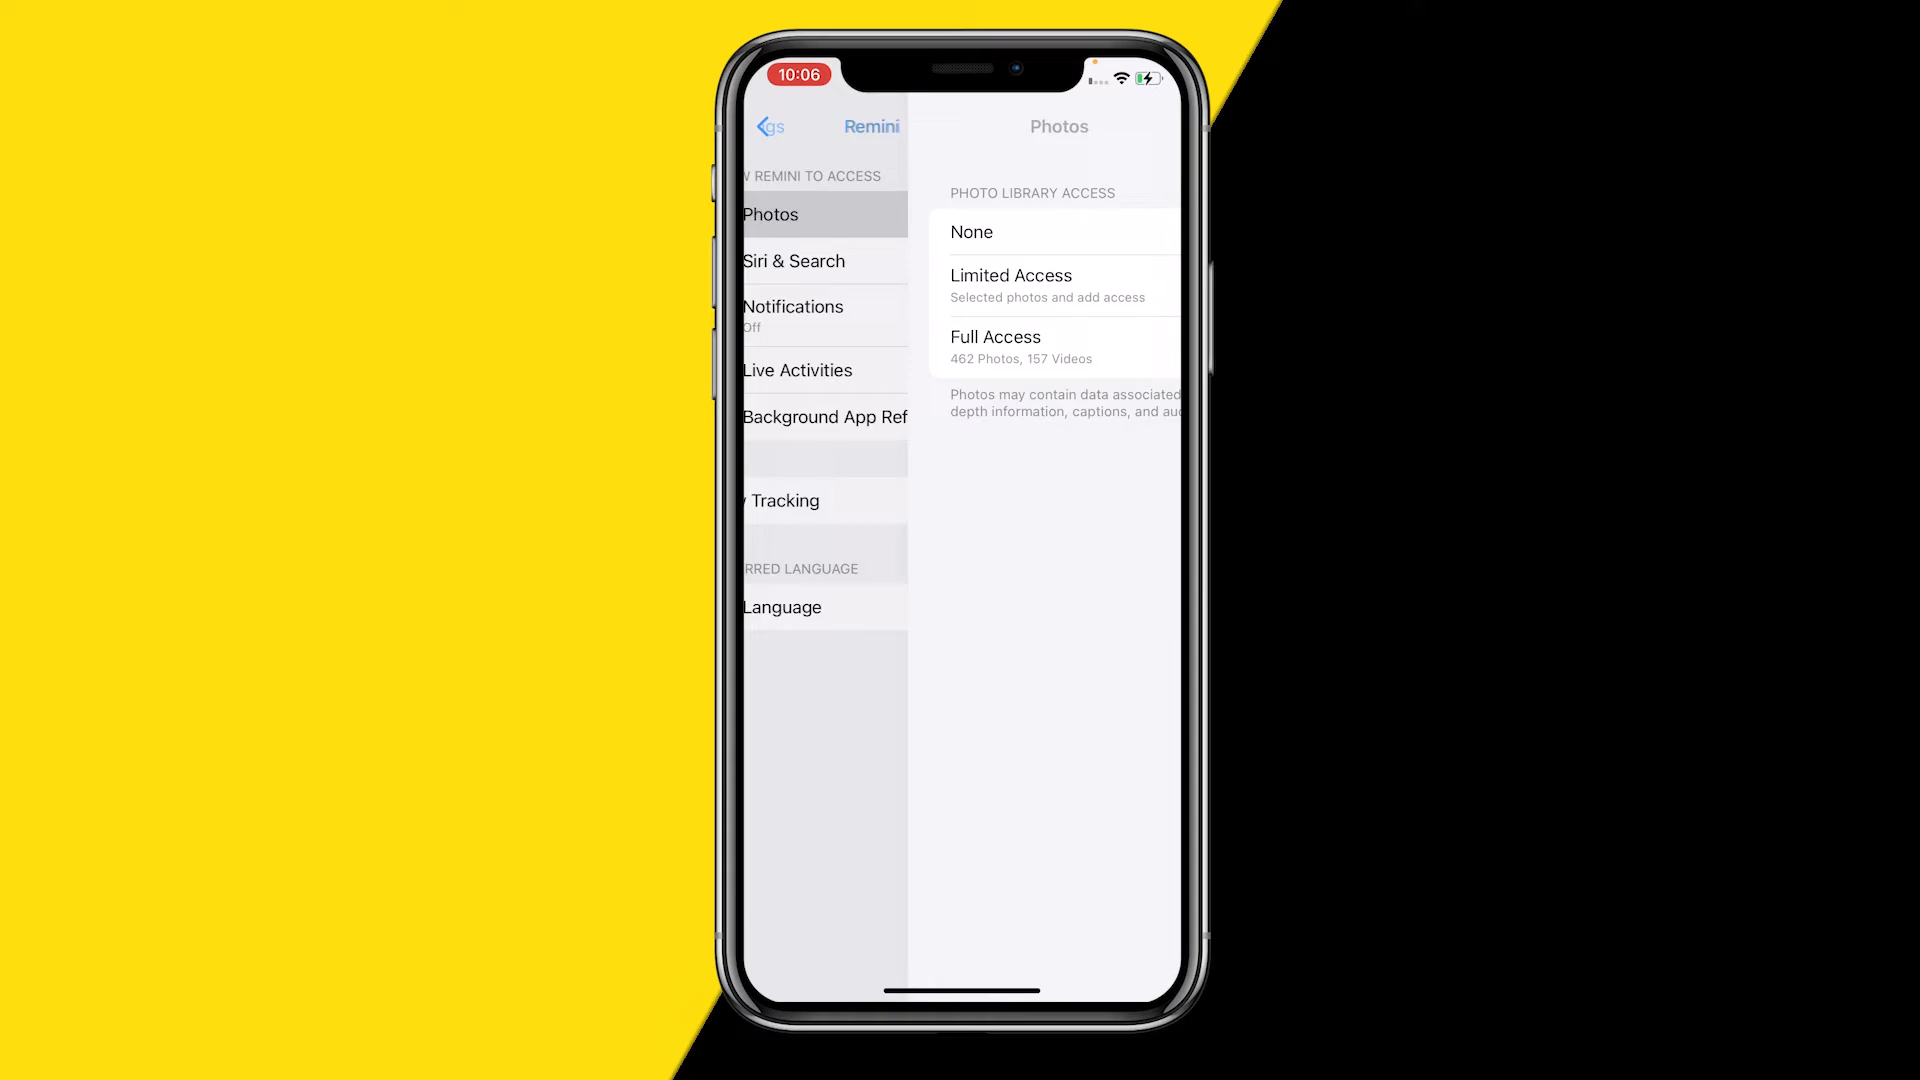 10:06
gs
Remini
Photos
REMINI TO ACCESS
Photos
Siri & Search
Notifications
Off
Live Activities
Background App Ref
Tracking
RRED LANGUAGE
Language
PHOTO LIBRARY ACCESS
None
Limited Access
Selected photos and add access
Full Access
462 Photos, 157 Videos
Photos may contain data associated
depth information, captions, and au